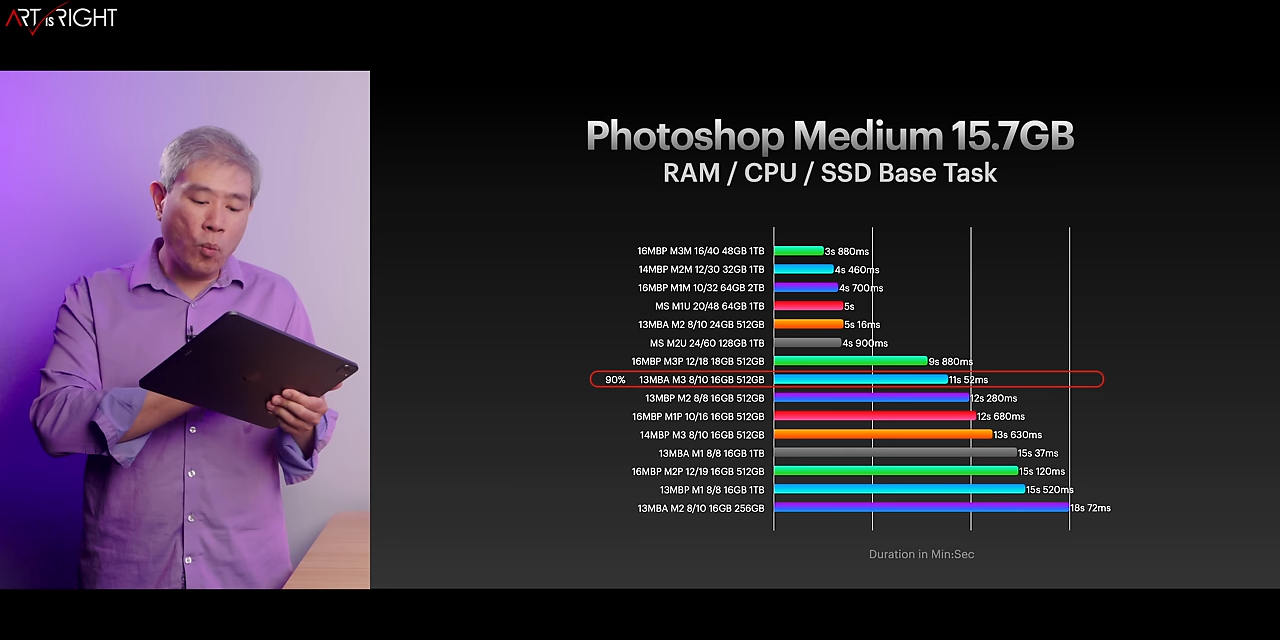 ART IS RIGHT
Photoshop Medium 15.7GB
RAM / CPU / SSD Base Task
16MBP M3M 16/40 48GB 1TB 3s 880ms
14MBP M2M 12/30 32GB 1TB 4s 460ms
16MBP M1M 10/32 64GB 2TB 4s 700ms
MS M1U 20/48 64GB 1TB 5s
13MBA M2 8/10 24GB 512GB 5s 16ms
MS M2U 24/60 128GB 1TB 4s 900ms
16MBP M3P 12/18 18GB 512GB 9s 880ms
90% 13MBA M3 8/10 16GB 512GB 11s 52ms
13MBP M2 8/8 16GB 512GB 12s 280ms
16MBP M1P 10/16 16GB 512GB 12s 680ms
14MBP M3 8/10 16GB 512GB 13s 630ms
13MBA M1 8/8 16GB 1TB 15s 37ms
16MBP M2P 12/19 16GB 512GB 15s 120ms
13MBP M1 8/8 16GB 1TB 15s 520ms
13MBA M2 8/10 16GB 256GB 18s 72ms
Duration in Min:Sec